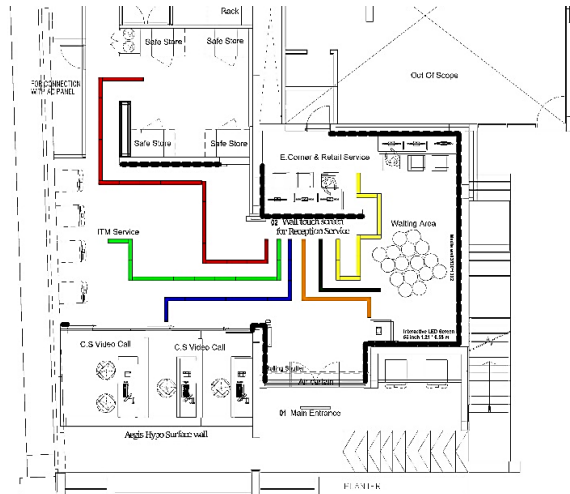 Rack
Safe Store
Safe Store
Out Of Scope
FOR CONNECTION
WITH AC PANEL
Safe Store
Safe Store
E.Corner & Retail Service
02 Wall touch screen
for Reception Service
Waiting Area
ITM Service
Interactive LED Screen
C.S Video Call
C.S Video Call
Rolling Shutter
Air Curtain
01 Main Entrance
Aegis Hypo Surface wall
PLANTER